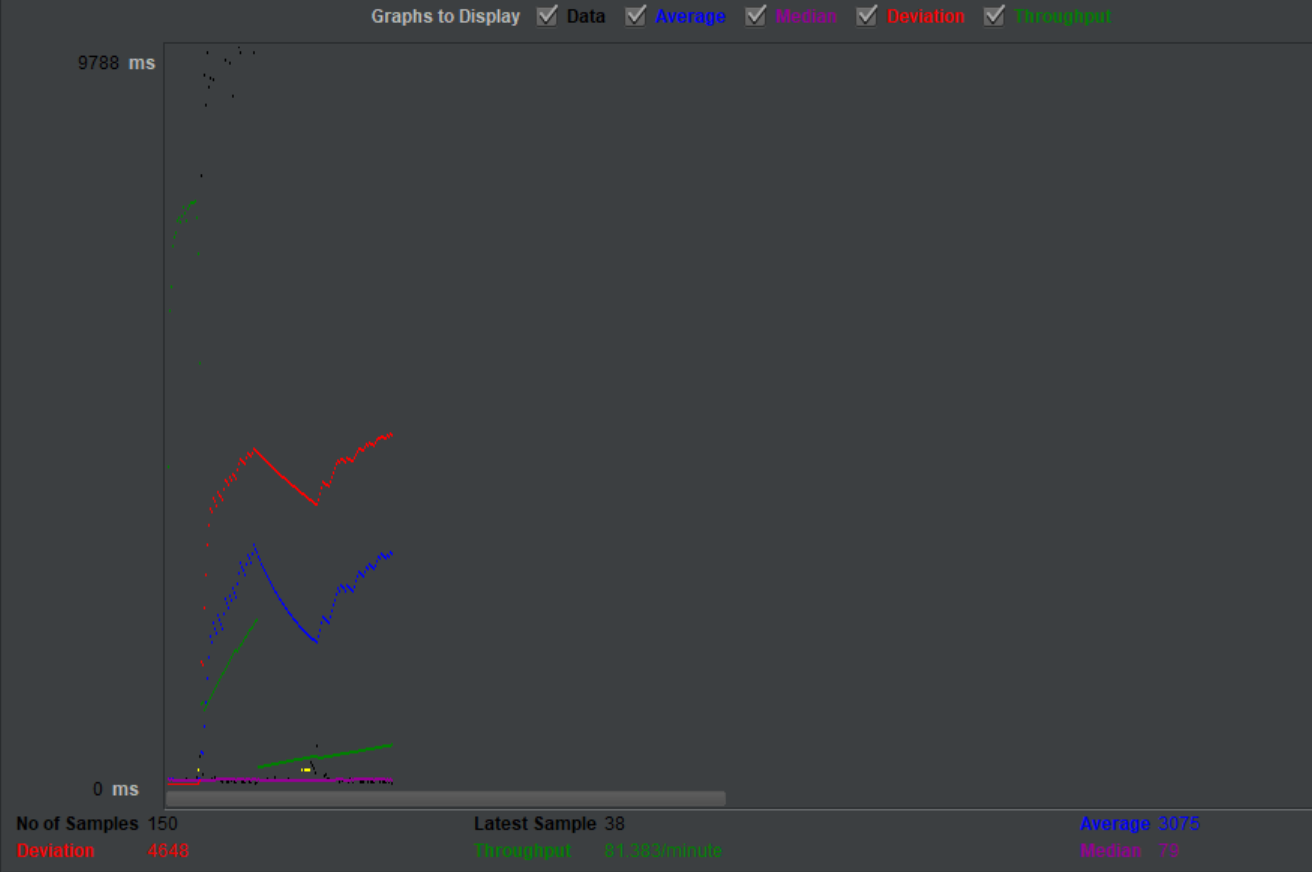 Graphs to Display Data Average Median Deviation Throughput
9788 ms
0 ms
No of Samples 150 Latest Sample 38 Average 3075
Deviation 4648 Throughput 81.383/minute Median 79